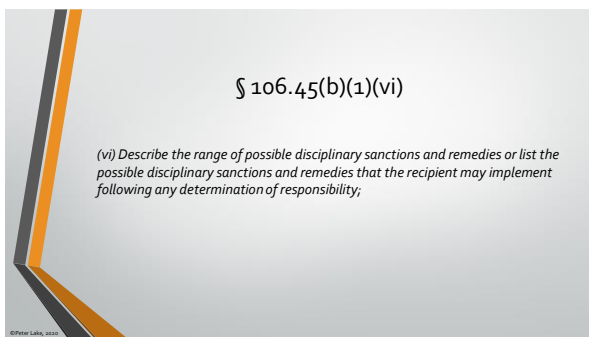 § 106.45(b)(1)(vi)
(vi) Describe the range of possible disciplinary sanctions and remedies or list the
possible disciplinary sanctions and remedies that the recipient may implement
following any determination of responsibility;
©Peter Lake, 2020